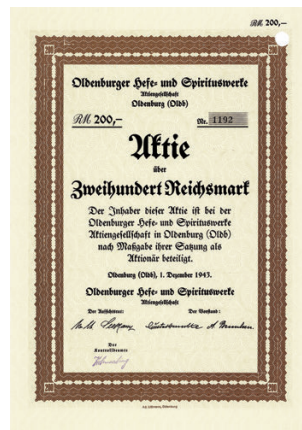 RM 200,–
Oldenburger Hefe- und Spirituswerke
Aktiengesellschaft
Oldenburg (Oldb)
RM 200,– Nr. 1192
Aktie
über
Zweihundert Reichsmark
Der Inhaber dieser Aktie ist bei der
Oldenburger Hefe- und Spirituswerke
Aktiengesellschaft in Oldenburg (Oldb)
nach Maßgabe ihrer Satzung als
Aktionär beteiligt.
Oldenburg (Oldb), 1. Dezember 1943.
Oldenburger Hefe- und Spirituswerke
Aktiengesellschaft
Der Aufsichtsrat: Der Vorstand:
Der
Kontrollbeamte